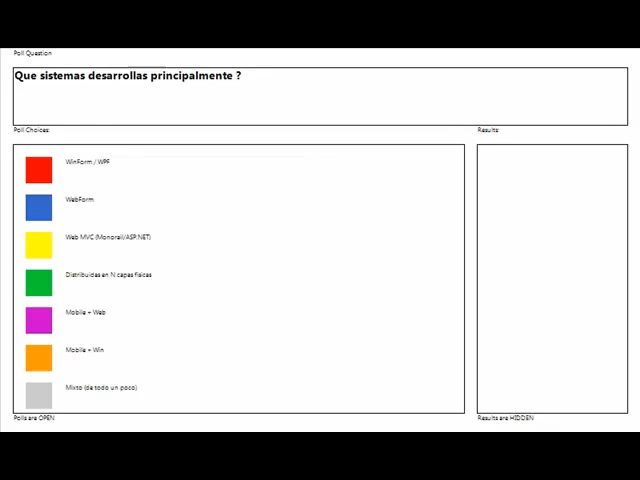 Poll Question
Que sistemas desarrollas principalmente ?
Poll Choices:
Results:
WinForm / WPF
WebForm
Web MVC (Monorail/ASP.NET)
Distribuidas en N capas fisicas
Mobile + Web
Mobile + Win
Mixto (de todo un poco)
Polls are OPEN
Results are HIDDEN